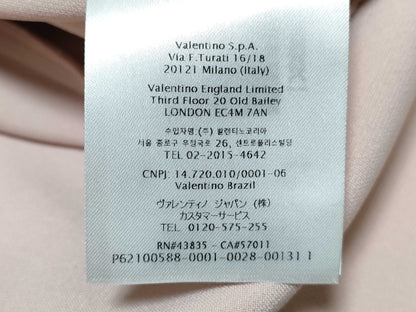 Valentino S.p.A.
Via F.Turati 16/18
20121 Milano (Italy)
Valentino England Limited
Third Floor 20 Old Bailey
LONDON EC4M 7AN
수입자명 :(주) 발렌티노코리아
서울 종로구 우정국로 26, 센트로폴리스빌딩
TEL 02-2015-4642
CNPJ: 14.720.010/0001-06
Valentino Brazil
ヴァレンティノ ジャパン (株)
カスタマーサービス
TEL 0120-575-255
RN#43835 - CA#57011
P62100588-0001-0028-00131 1